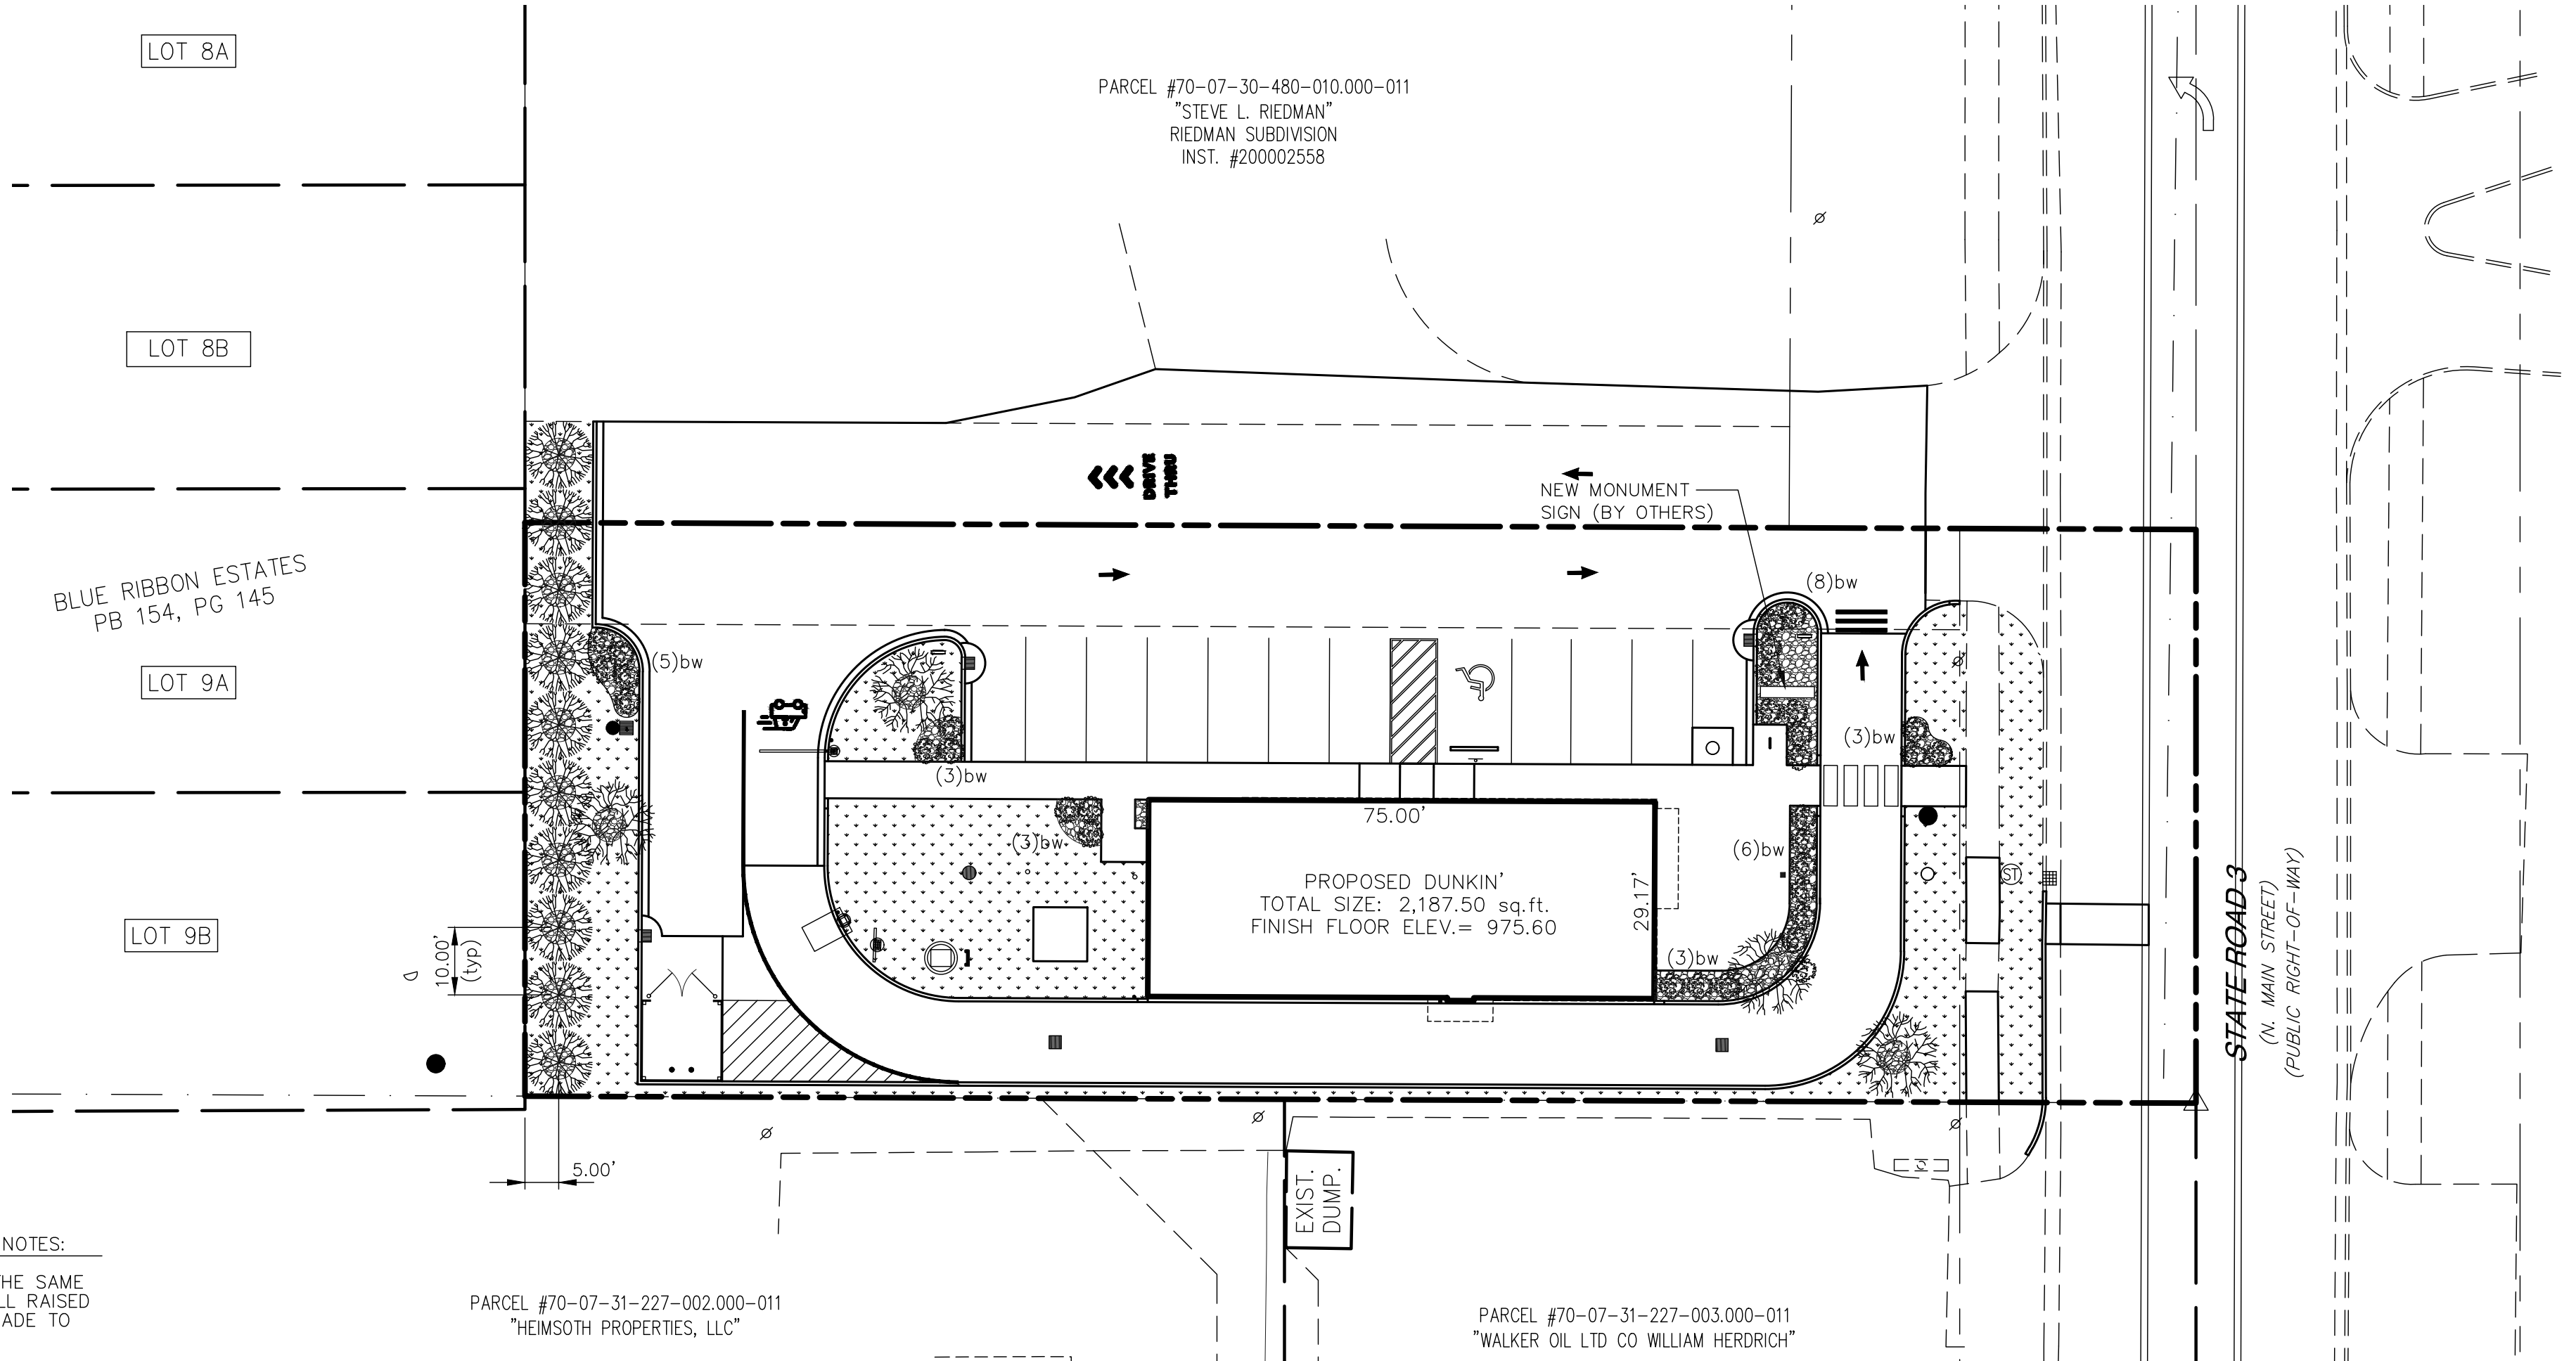 LOT 8A
PARCEL #70-07-30-480-010.000-011
"STEVE L. RIEDMAN"
RIEDMAN SUBDIVISION
INST. #200002558
LOT 8B
DRIVE
THRU
NEW MONUMENT
SIGN (BY OTHERS)
BLUE RIBBON ESTATES
PB 154, PG 145
(8)bw
(5)bw
LOT 9A
(3)bw
(3)bw
(3)bw
75.00'
(6)bw
PROPOSED DUNKIN'
TOTAL SIZE: 2,187.50 sq.ft.
FINISH FLOOR ELEV.= 975.60
29.17'
(3)bw
ST
LOT 9B
10.00'
(typ)
STATE ROAD 3
(N. MAIN STREET)
(PUBLIC RIGHT-OF-WAY)
5.00'
EXIST.
DUMP.
NOTES:
THE SAME
LL RAISED
ADE TO
PARCEL #70-07-31-227-002.000-011
"HEIMSOTH PROPERTIES, LLC"
PARCEL #70-07-31-227-003.000-011
"WALKER OIL LTD CO WILLIAM HERDRICH"